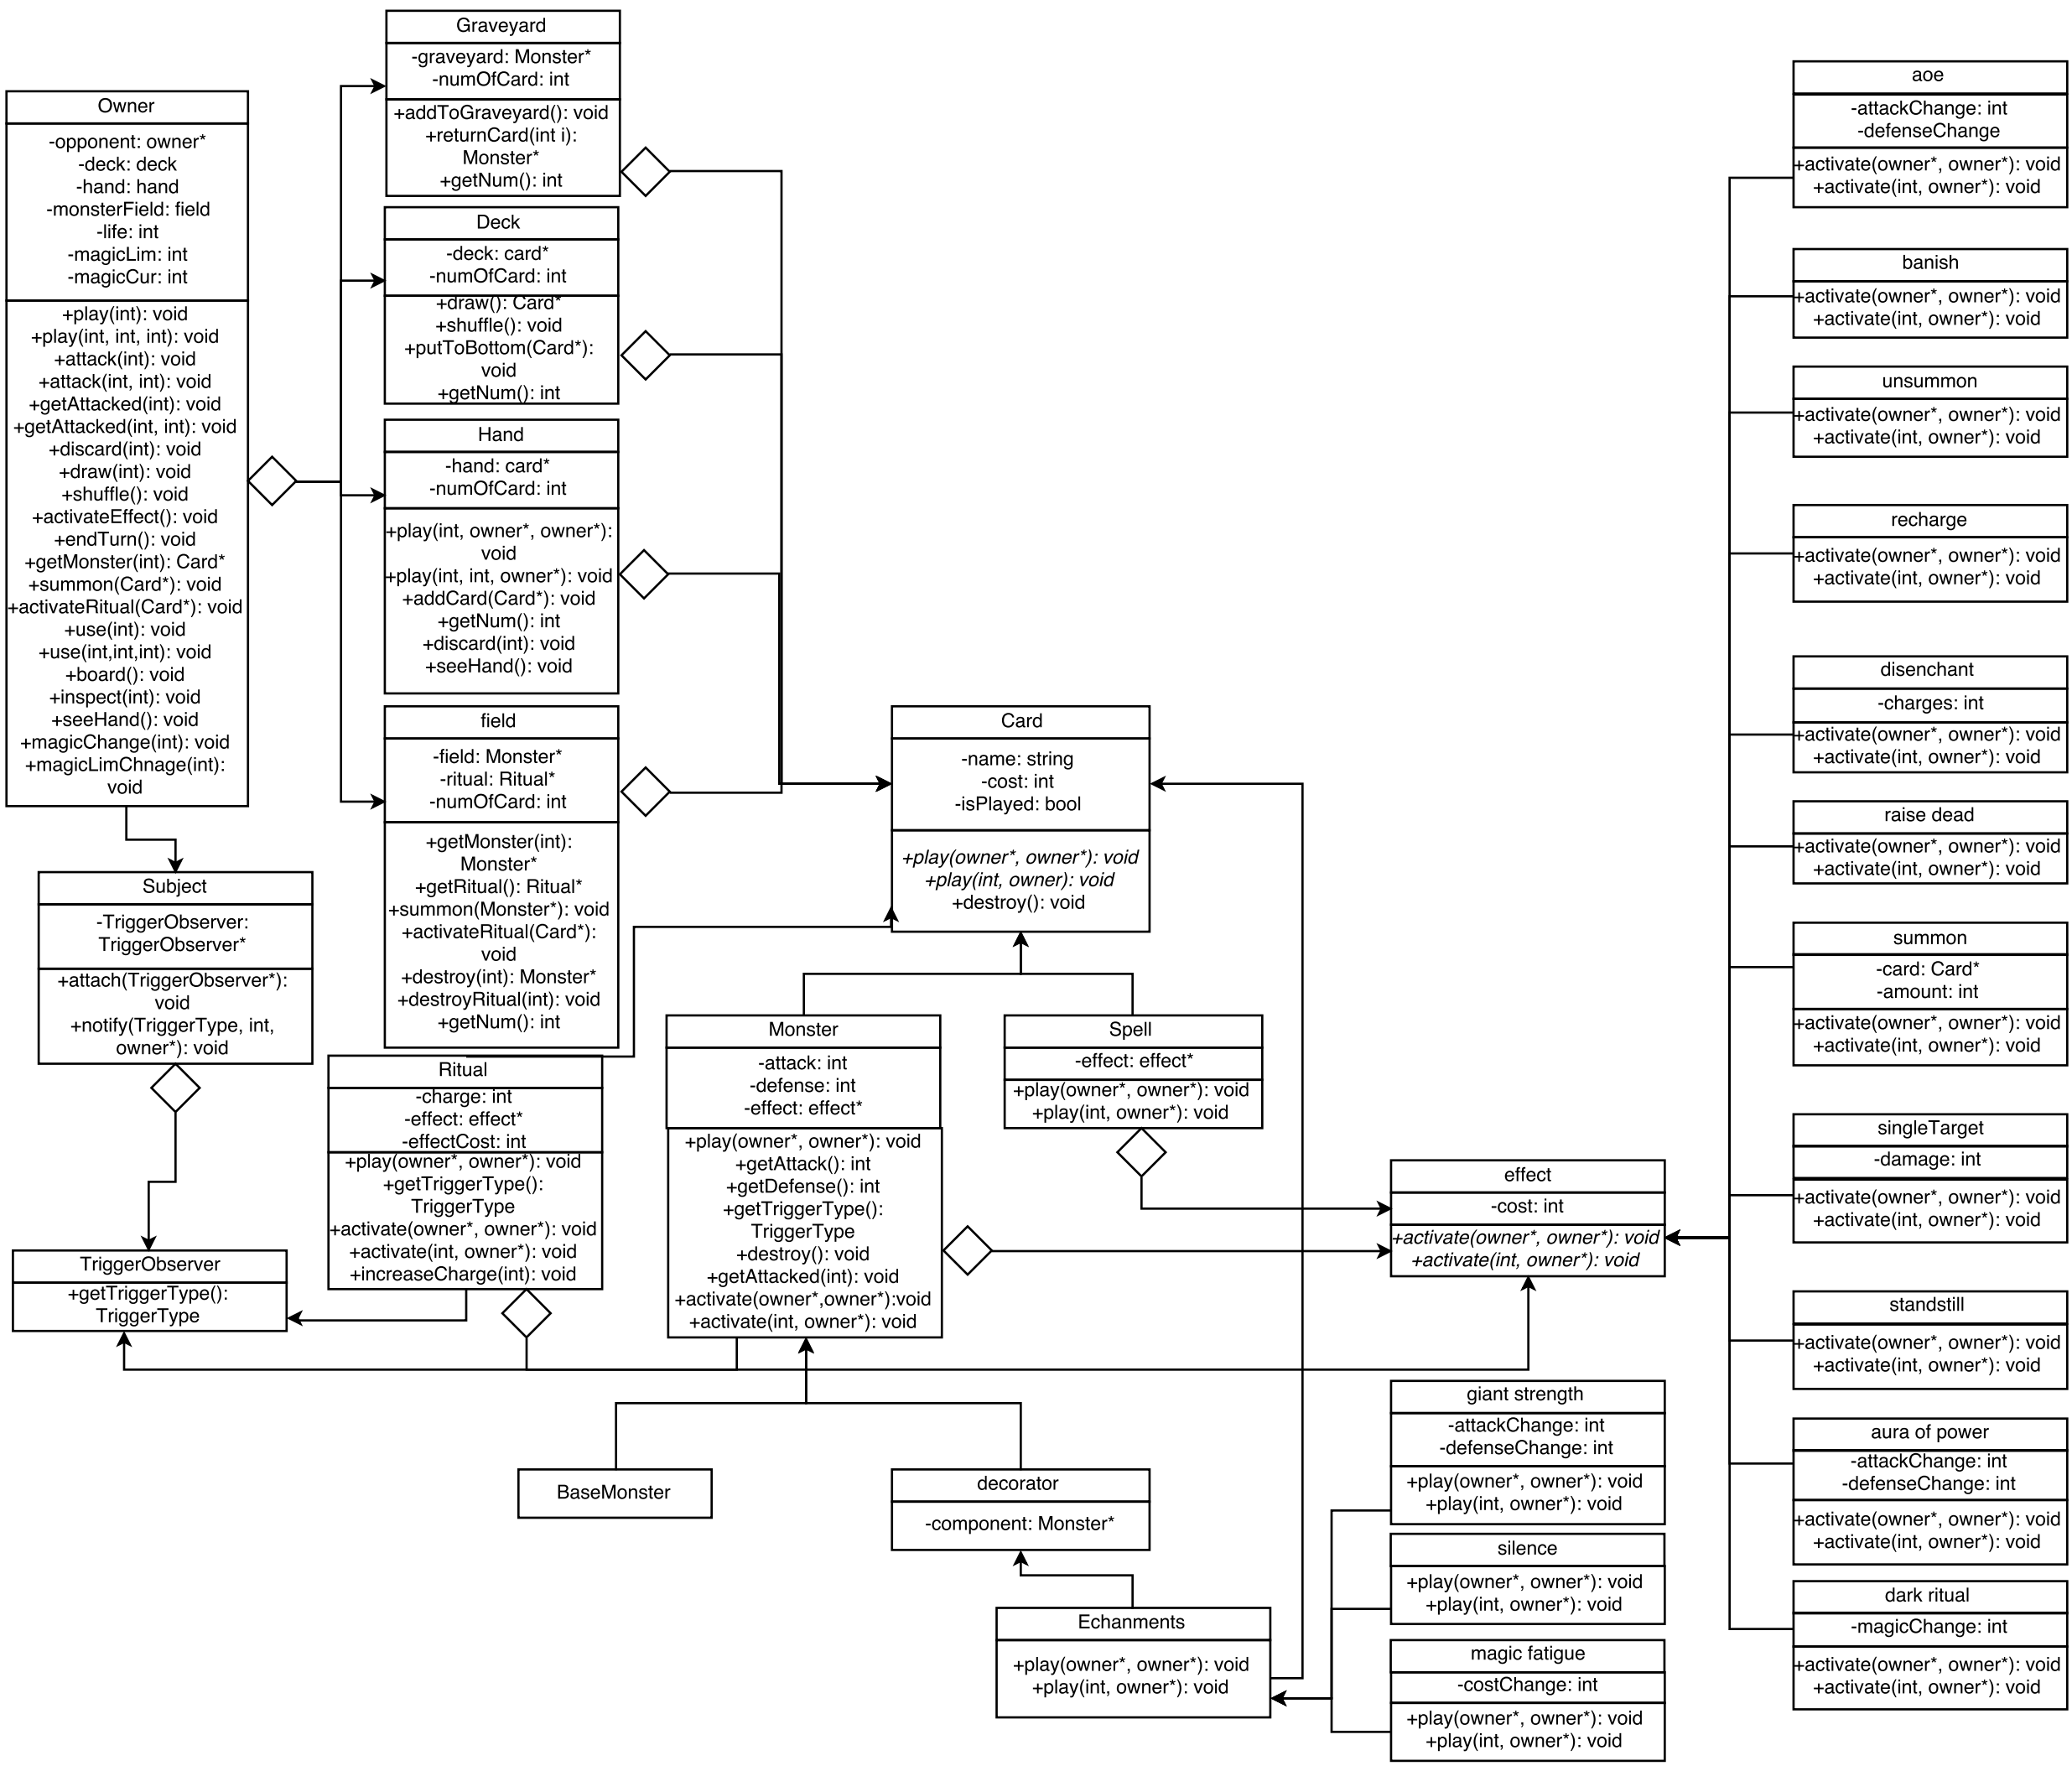 Graveyard
-graveyard: Monster*
-numOfCard: int
+addToGraveyard(): void
+returnCard(int i):
Monster*
+getNum(): int
Owner
-opponent: owner*
-deck: deck
-hand: hand
-monsterField: field
-life: int
-magicLim: int
-magicCur: int
+play(int): void
+play(int, int, int): void
+attack(int): void
+attack(int, int): void
+getAttacked(int): void
+getAttacked(int, int): void
+discard(int): void
+draw(int): void
+shuffle(): void
+activateEffect(): void
+endTurn(): void
+getMonster(int): Card*
+summon(Card*): void
+activateRitual(Card*): void
+use(int): void
+use(int,int,int): void
+board(): void
+inspect(int): void
+seeHand(): void
+magicChange(int): void
+magicLimChnage(int):
void
Deck
-deck: card*
-numOfCard: int
+draw(): Card*
+shuffle(): void
+putToBottom(Card*):
void
+getNum(): int
Hand
-hand: card*
-numOfCard: int
+play(int, owner*, owner*):
void
+play(int, int, owner*): void
+addCard(Card*): void
+getNum(): int
+discard(int): void
+seeHand(): void
field
-field: Monster*
-ritual: Ritual*
-numOfCard: int
+getMonster(int):
Monster*
+getRitual(): Ritual*
+summon(Monster*): void
+activateRitual(Card*):
void
+destroy(int): Monster*
+destroyRitual(int): void
+getNum(): int
Card
-name: string
-cost: int
-isPlayed: bool
+play(owner*, owner*): void
+play(int, owner): void
+destroy(): void
Subject
-TriggerObserver:
TriggerObserver*
+attach(TriggerObserver*):
void
+notify(TriggerType, int,
owner*): void
TriggerObserver
+getTriggerType():
TriggerType
Ritual
-charge: int
-effect: effect*
-effectCost: int
+play(owner*, owner*): void
+getTriggerType():
TriggerType
+activate(owner*, owner*): void
+activate(int, owner*): void
+increaseCharge(int): void
Monster
-attack: int
-defense: int
-effect: effect*
+play(owner*, owner*): void
+getAttack(): int
+getDefense(): int
+getTriggerType():
TriggerType
+destroy(): void
+getAttacked(int): void
+activate(owner*,owner*):void
+activate(int, owner*): void
Spell
-effect: effect*
+play(owner*, owner*): void
+play(int, owner*): void
effect
-cost: int
+activate(owner*, owner*): void
+activate(int, owner*): void
BaseMonster
decorator
-component: Monster*
Echanments
+play(owner*, owner*): void
+play(int, owner*): void
giant strength
-attackChange: int
-defenseChange: int
+play(owner*, owner*): void
+play(int, owner*): void
silence
+play(owner*, owner*): void
+play(int, owner*): void
magic fatigue
-costChange: int
+play(owner*, owner*): void
+play(int, owner*): void
aoe
-attackChange: int
-defenseChange
+activate(owner*, owner*): void
+activate(int, owner*): void
banish
+activate(owner*, owner*): void
+activate(int, owner*): void
unsummon
+activate(owner*, owner*): void
+activate(int, owner*): void
recharge
+activate(owner*, owner*): void
+activate(int, owner*): void
disenchant
-charges: int
+activate(owner*, owner*): void
+activate(int, owner*): void
raise dead
+activate(owner*, owner*): void
+activate(int, owner*): void
summon
-card: Card*
-amount: int
+activate(owner*, owner*): void
+activate(int, owner*): void
singleTarget
-damage: int
+activate(owner*, owner*): void
+activate(int, owner*): void
standstill
+activate(owner*, owner*): void
+activate(int, owner*): void
aura of power
-attackChange: int
-defenseChange: int
+activate(owner*, owner*): void
+activate(int, owner*): void
dark ritual
-magicChange: int
+activate(owner*, owner*): void
+activate(int, owner*): void